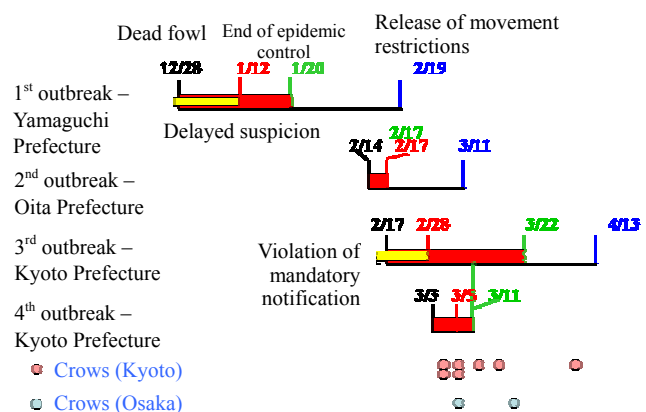 Dead fowl
End of epidemic
control
Release of movement
restrictions
12/28 1/12 1/20 2/19
1st outbreak –
Yamaguchi
Prefecture
Delayed suspicion
2/17
2/14 2/17 3/11
2nd outbreak –
Oita Prefecture
2/17 2/28 3/22 4/13
3rd outbreak –
Kyoto Prefecture
Violation of
mandatory
notification
3/3 3/5 3/11
4th outbreak –
Kyoto Prefecture
Crows (Kyoto)
Crows (Osaka)